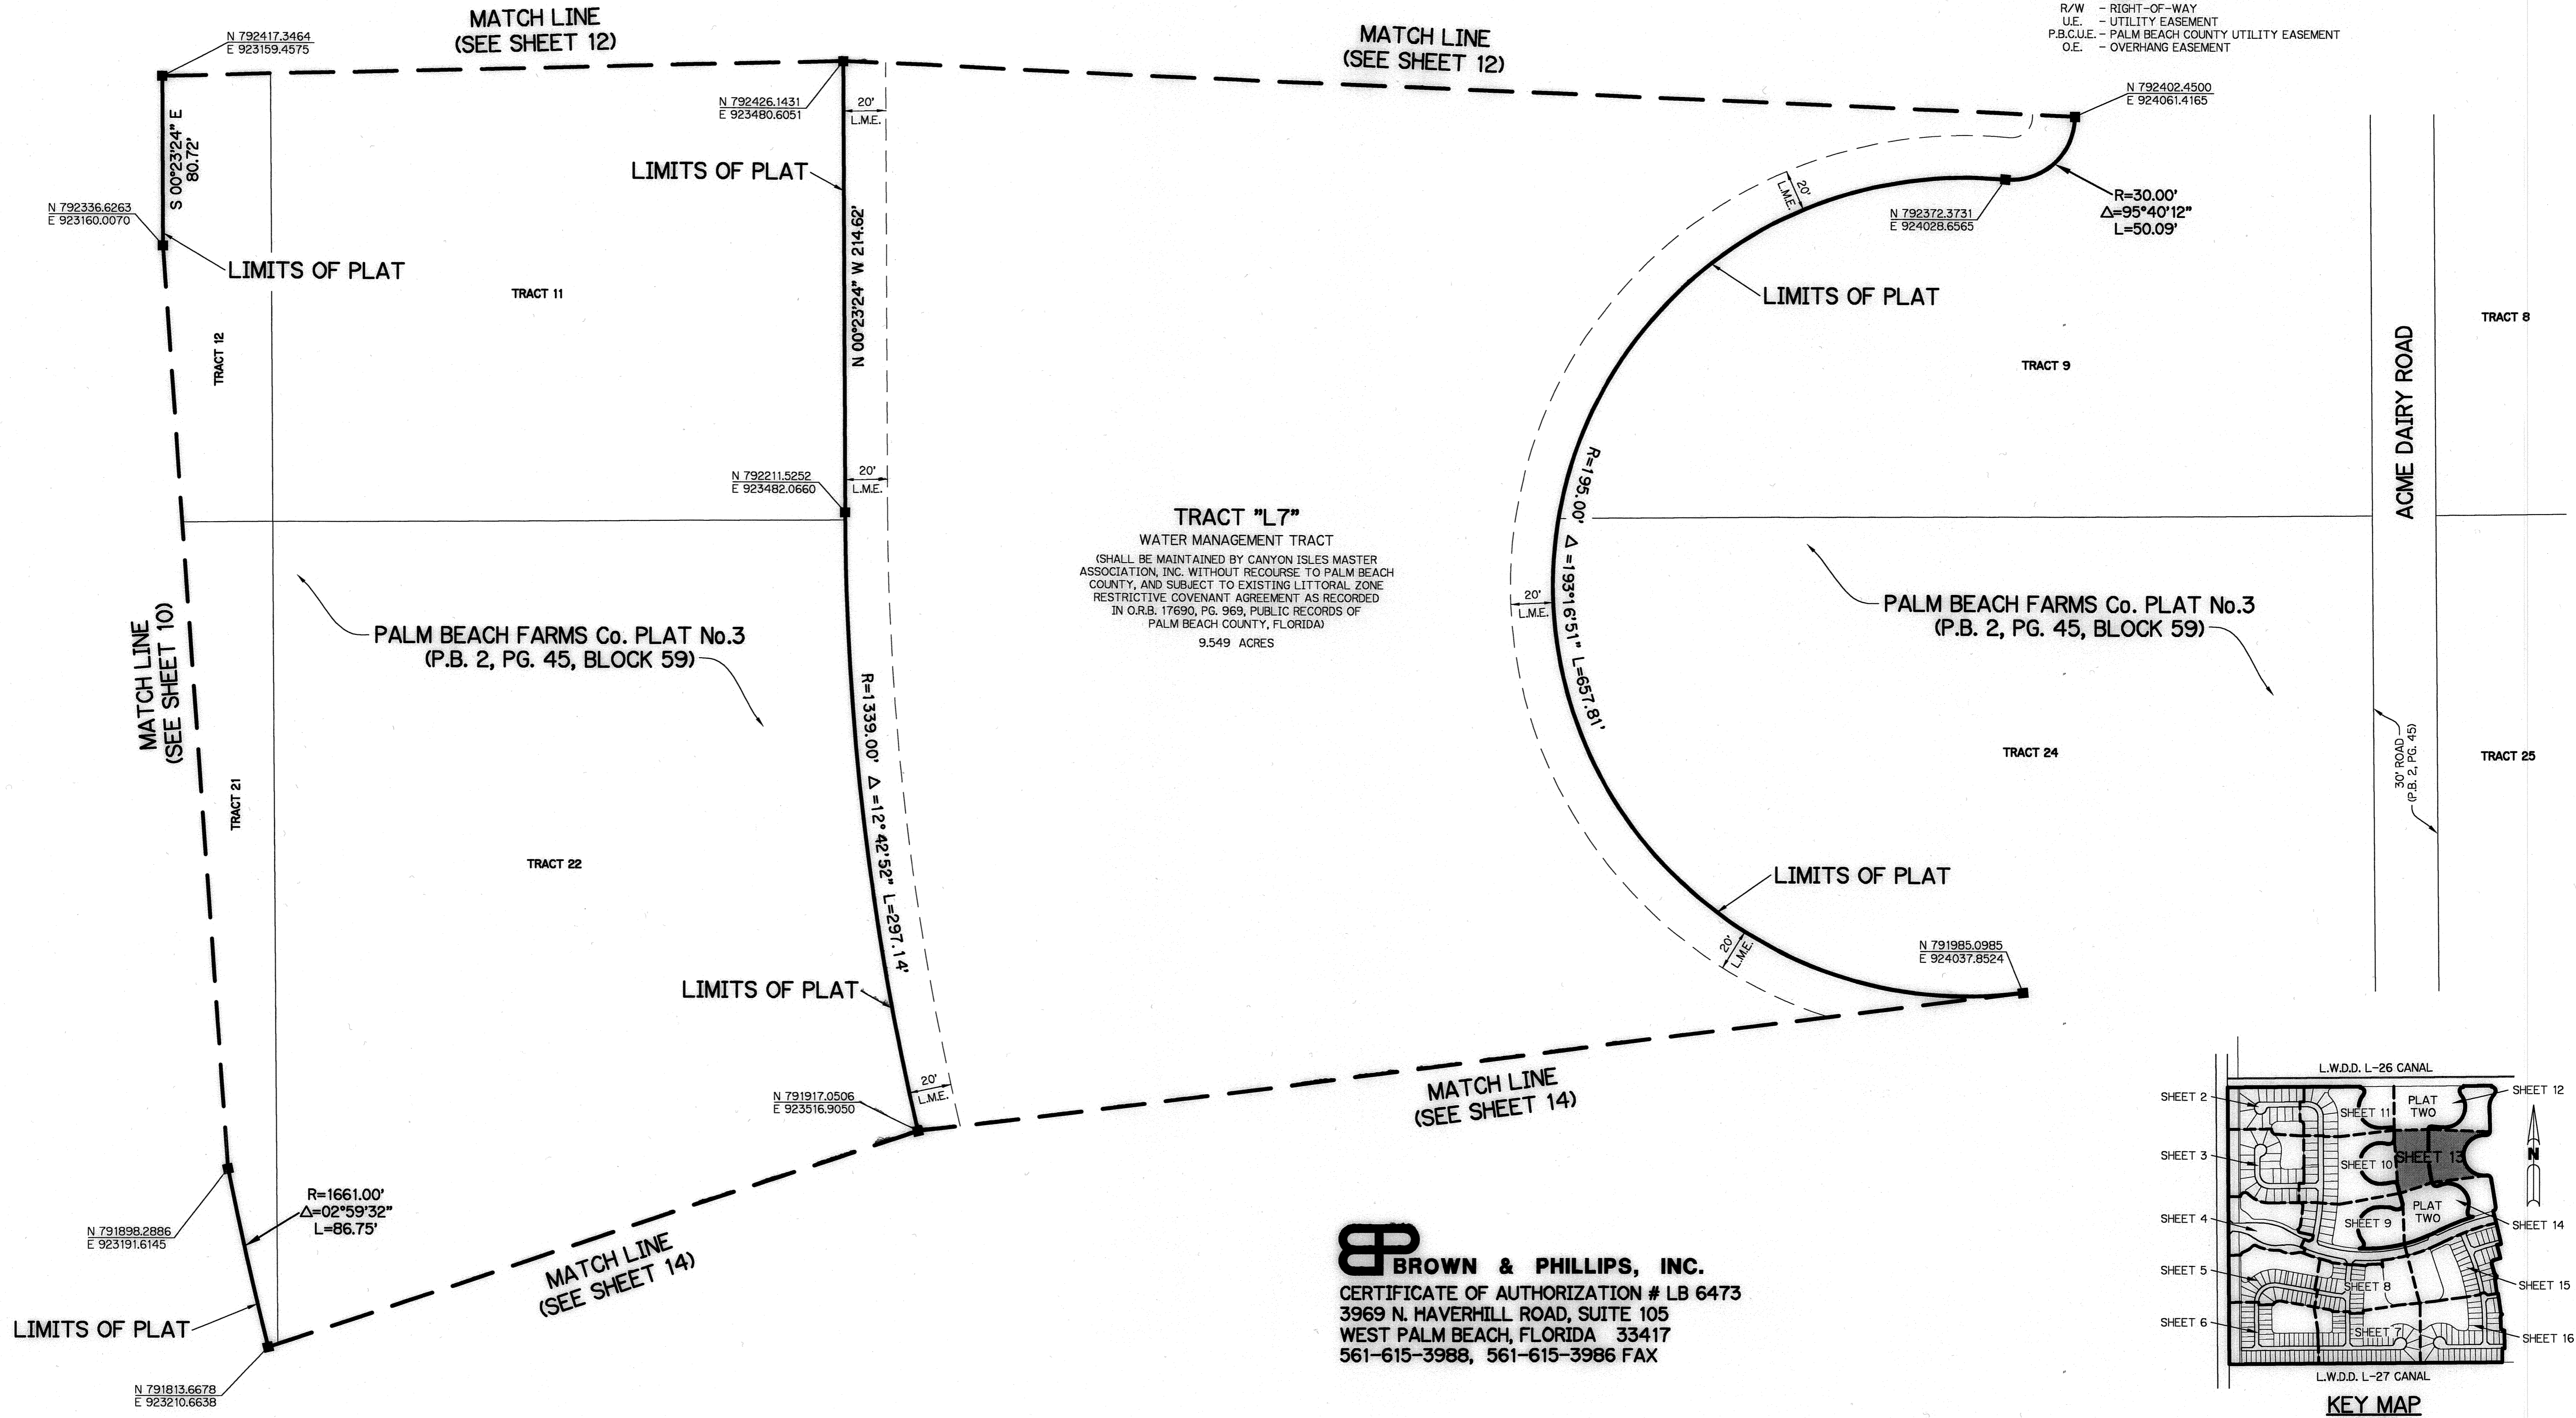 R/W - RIGHT-OF-WAY
U.E. - UTILITY EASEMENT
P.B.C.U.E. - PALM BEACH COUNTY UTILITY EASEMENT
O.E. - OVERHANG EASEMENT
MATCH LINE
(SEE SHEET 12)
MATCH LINE
(SEE SHEET 12)
N 792417.3464
E 923159.4575
N 792426.1431
E 923480.6051
20'
L.M.E.
N 792402.4500
E 924061.4165
S 00°23'24" E
80.72'
LIMITS OF PLAT
20'
L.M.E.
R=30.00'
Δ=95°40'12"
L=50.09'
N 792336.6263
E 923160.0070
N 792372.3731
E 924028.6565
LIMITS OF PLAT
TRACT 11
N 00°23'24" W 214.62'
LIMITS OF PLAT
TRACT 12
TRACT 8
TRACT 9
ACME DAIRY ROAD
N 792211.5252
E 923482.0660
20'
L.M.E.
TRACT "L7"
WATER MANAGEMENT TRACT
(SHALL BE MAINTAINED BY CANYON ISLES MASTER
ASSOCIATION, INC. WITHOUT RECOURSE TO PALM BEACH
COUNTY, AND SUBJECT TO EXISTING LITTORAL ZONE
RESTRICTIVE COVENANT AGREEMENT AS RECORDED
IN O.R.B. 17690, PG. 969, PUBLIC RECORDS OF
PALM BEACH COUNTY, FLORIDA)
9.549 ACRES
R=195.00' Δ=193°16'51" L=657.81'
20'
L.M.E.
MATCH LINE
(SEE SHEET 10)
PALM BEACH FARMS Co. PLAT No.3
(P.B. 2, PG. 45, BLOCK 59)
PALM BEACH FARMS Co. PLAT No.3
(P.B. 2, PG. 45, BLOCK 59)
R=1339.00' Δ=12°42'52" L=297.14'
TRACT 21
TRACT 22
TRACT 24
30' ROAD
(P.B. 2, PG. 45)
TRACT 25
LIMITS OF PLAT
LIMITS OF PLAT
20'
L.M.E.
N 791985.0985
E 924037.8524
20'
L.M.E.
N 791917.0506
E 923516.9050
MATCH LINE
(SEE SHEET 14)
R=1661.00'
Δ=02°59'32"
L=86.75'
N 791898.2886
E 923191.6145
MATCH LINE
(SEE SHEET 14)
LIMITS OF PLAT
N 791813.6678
E 923210.6638
BP
BROWN & PHILLIPS, INC.
CERTIFICATE OF AUTHORIZATION # LB 6473
3969 N. HAVERHILL ROAD, SUITE 105
WEST PALM BEACH, FLORIDA 33417
561-615-3988, 561-615-3986 FAX
L.W.D.D. L-26 CANAL
SHEET 2
SHEET 11
PLAT
TWO
SHEET 12
N
SHEET 3
SHEET 10
SHEET 13
SHEET 4
SHEET 9
PLAT
TWO
SHEET 14
SHEET 5
SHEET 8
SHEET 15
SHEET 6
SHEET 7
SHEET 16
L.W.D.D. L-27 CANAL
KEY MAP